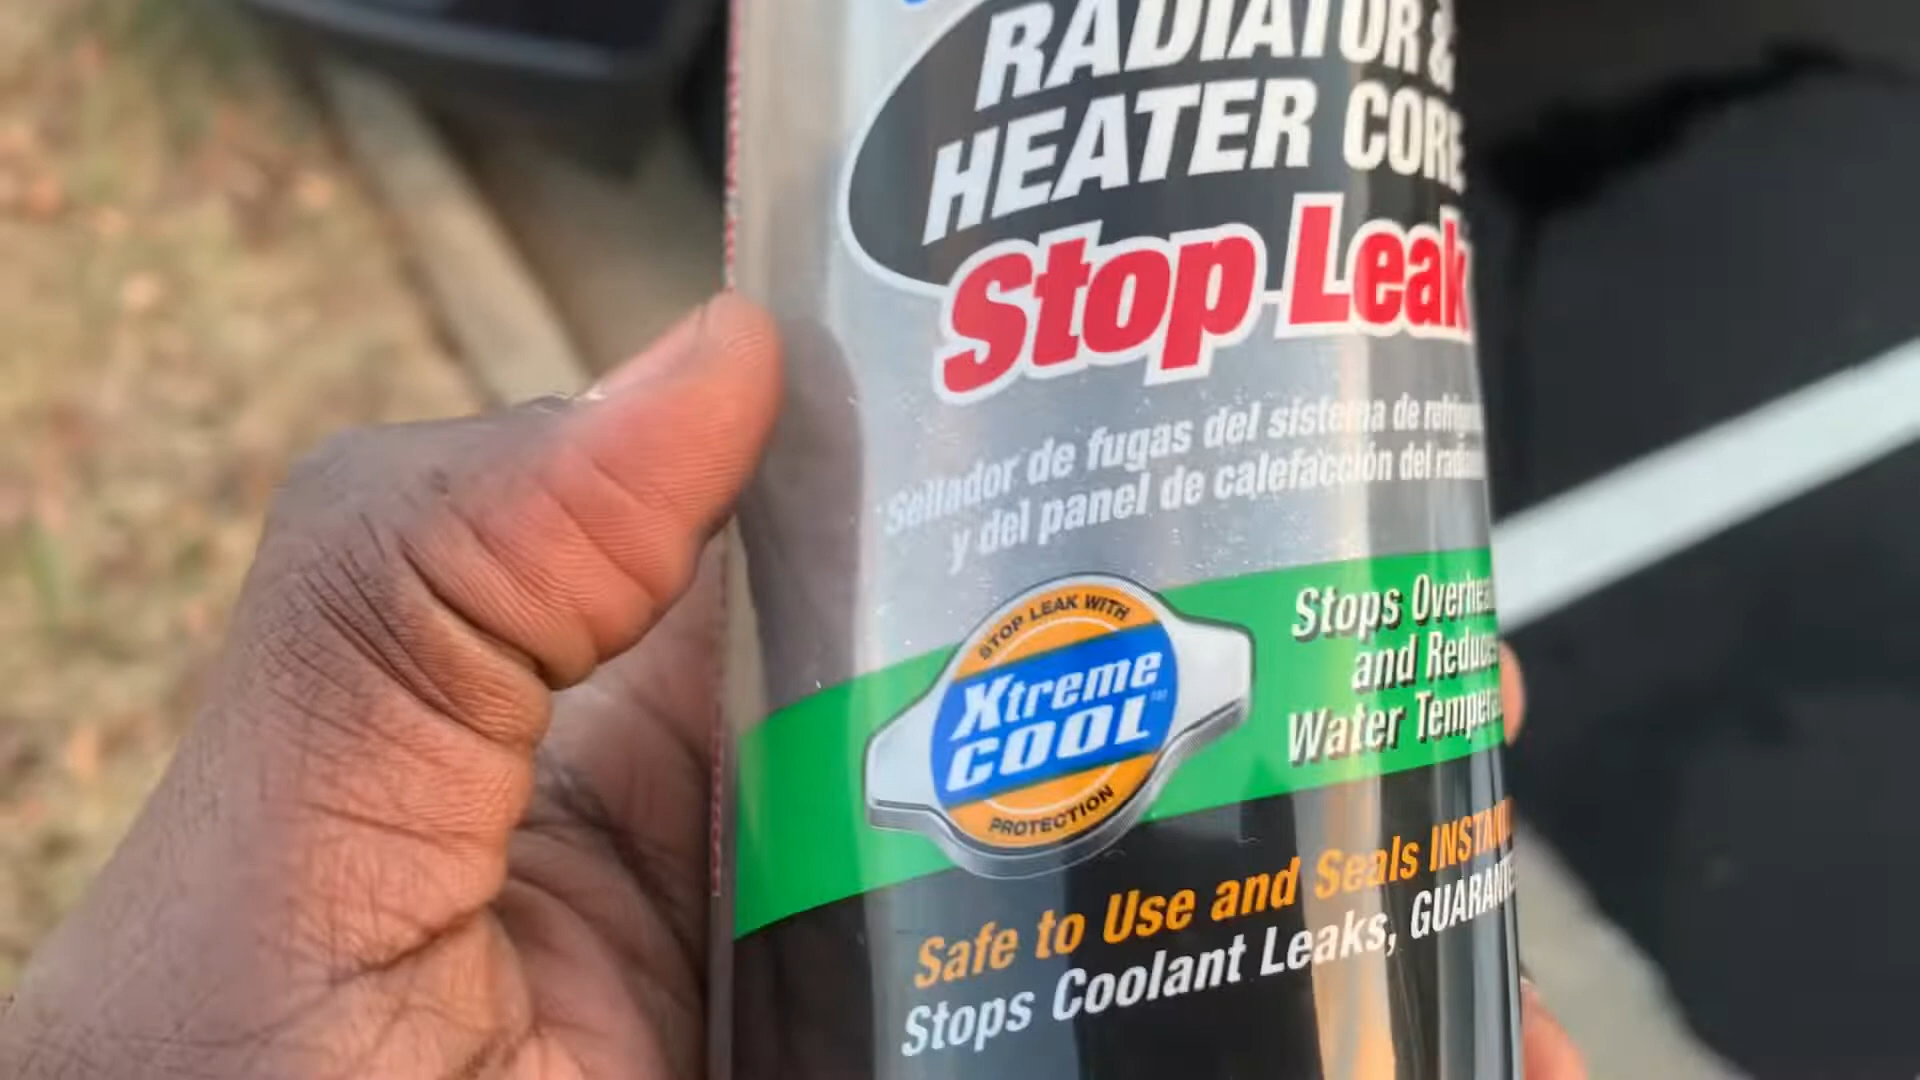 RADIATOR &
HEATER CORE
Stop Leak
Sellador de fugas del sistema de
y del panel de calefacción del
STOP LEAK WITH
Xtreme
COOL™
PROTECTION
Stops
and
Water
Safe to Use and Seals
Stops Coolant Leaks,